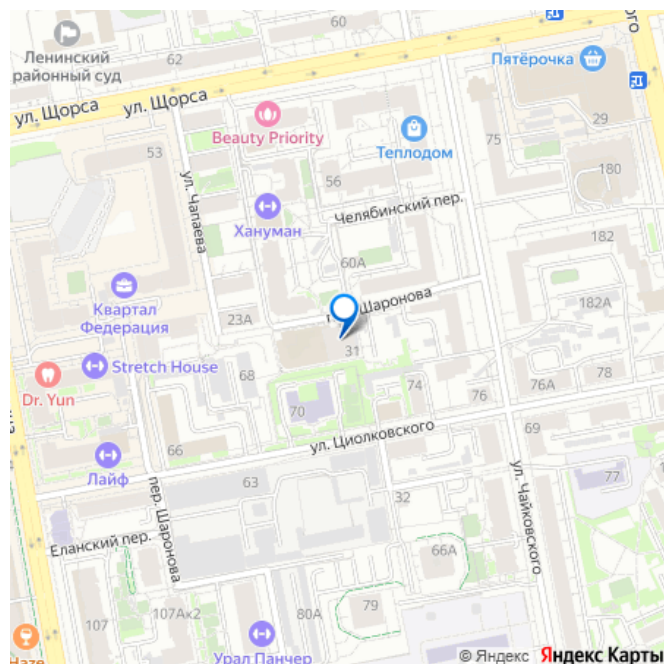 60
Ленинский
районный суд
62
ул. Щорса
ул. Щорса
Пятёрочка
Beauty Priority
Теплодом
29
75
53
180
56
ул. Чапаева
Хануман
Челябинский пер.
182
60А
Квартал
Федерация
23А
Шаронова
182А
31
Stretch House
Dr. Yun
68
74
76
76А
78
70
66
ул. Циолковского
69
Лайф
63
77
пер. Шаронова
32
ул. Чайковского
Еланский пер.
66А
107
107Ак2
80А
79
Урал Панчер
Haze
© Яндекс Яндекс Карты